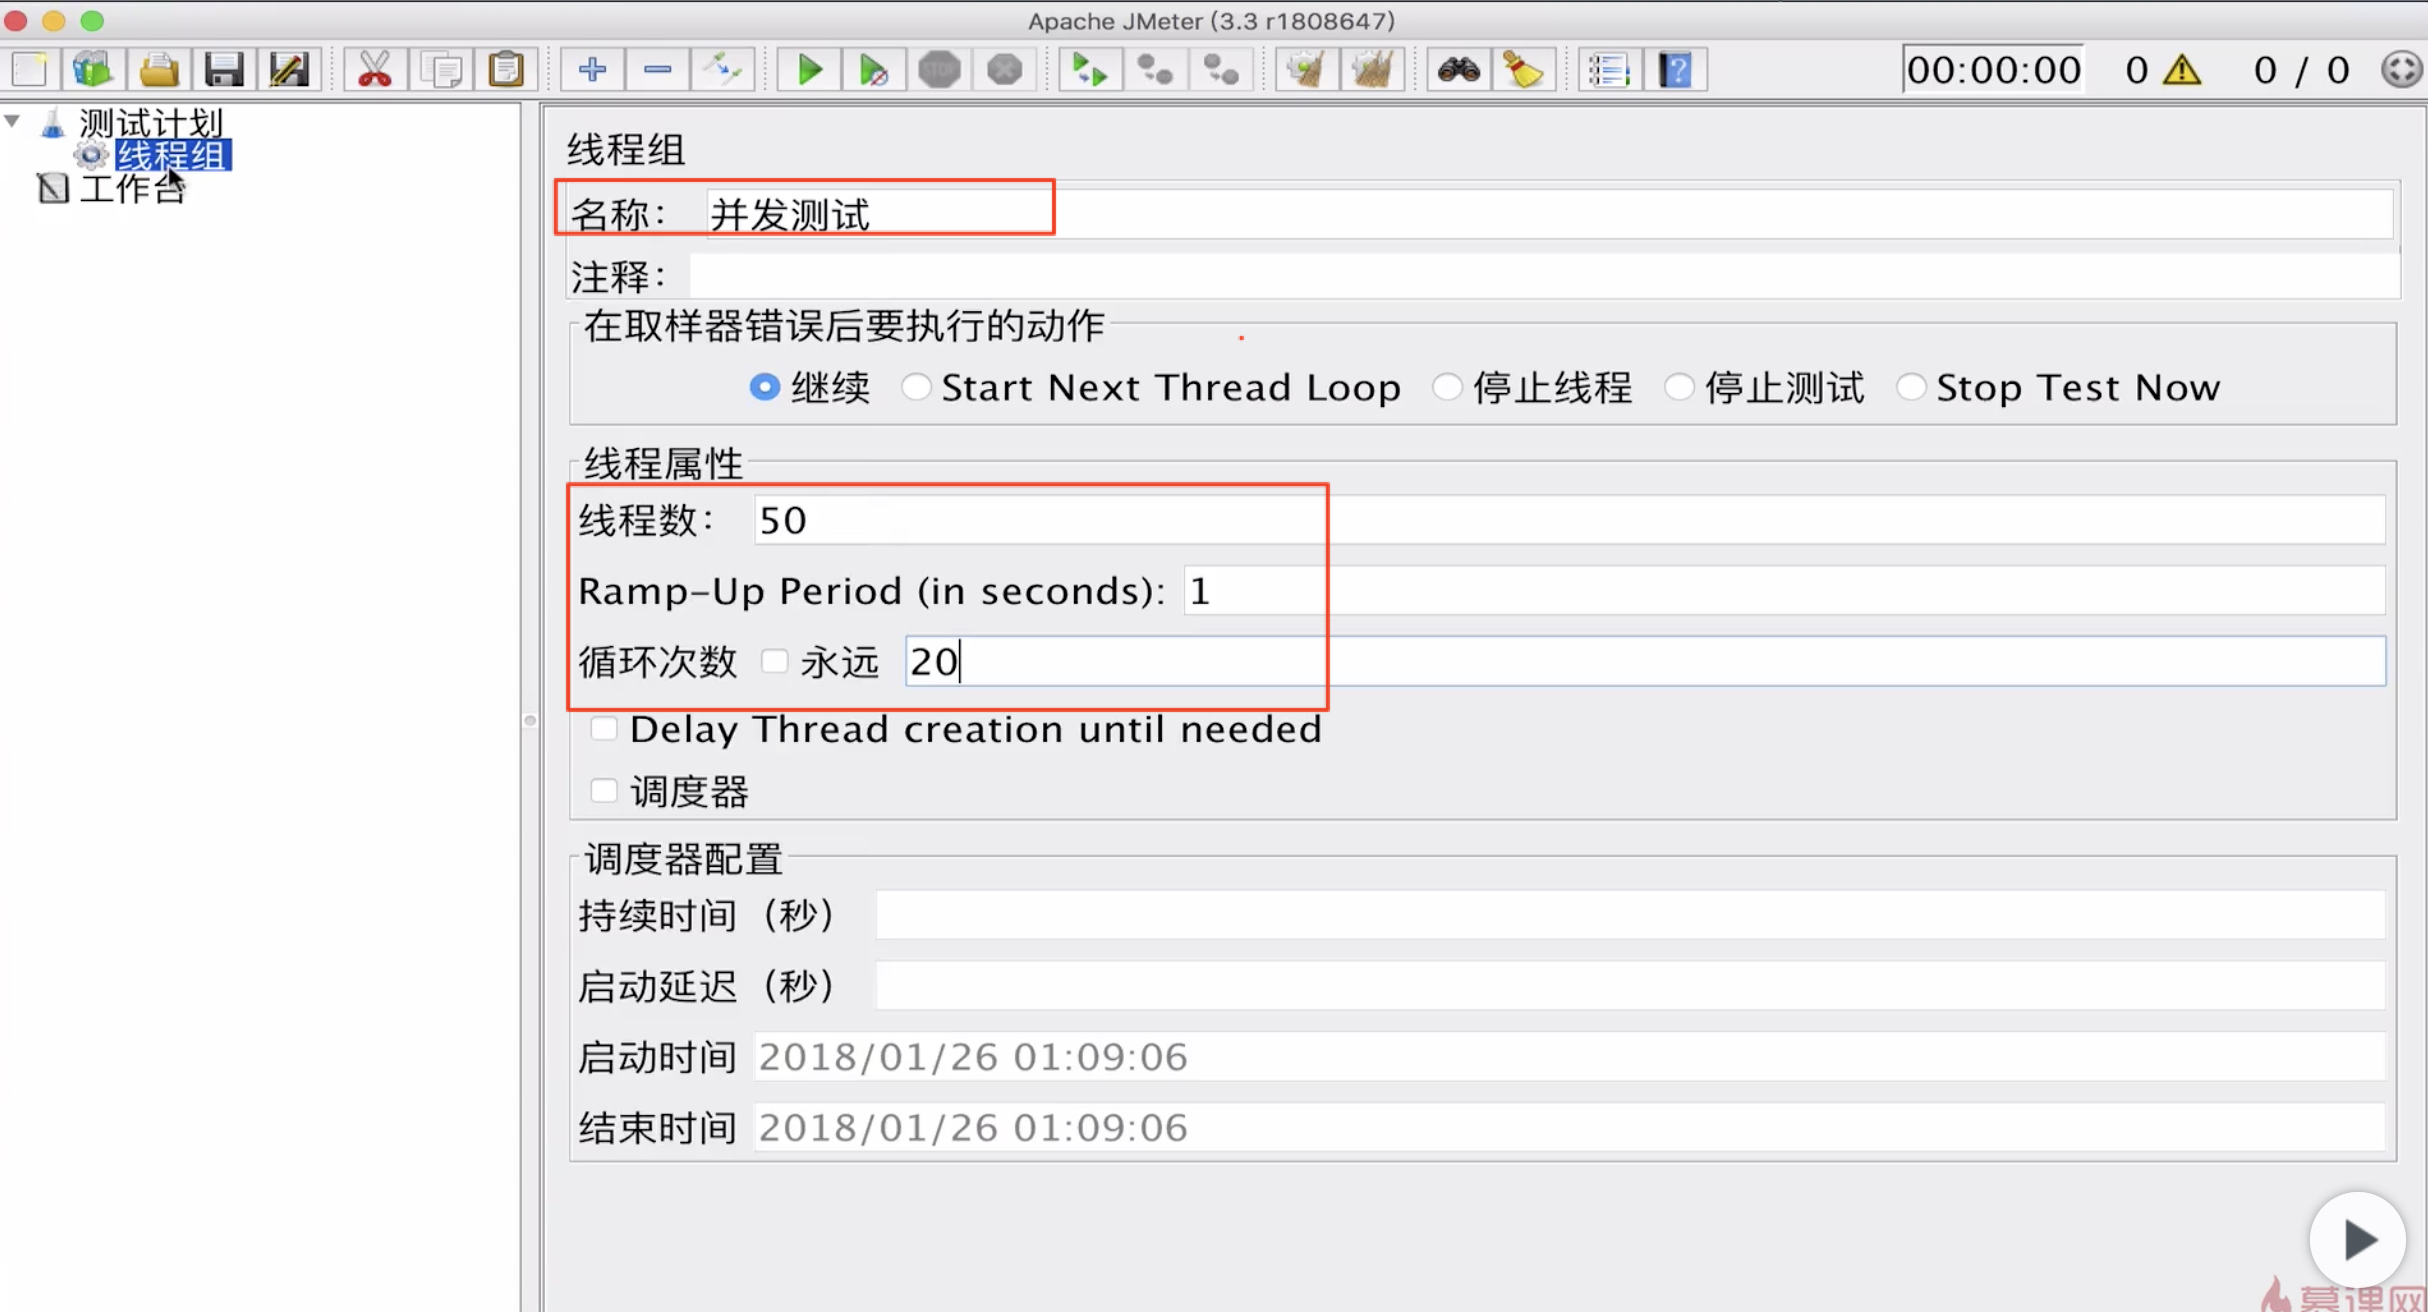 Apache JMeter (3.3 r1808647)
00:00:00 0 0 / 0
测试计划
线程组
工作台
线程组
名称： 并发测试
注释：
在取样器错误后要执行的动作
继续 Start Next Thread Loop 停止线程 停止测试 Stop Test Now
线程属性
线程数： 50
Ramp-Up Period (in seconds): 1
循环次数 永远 20
Delay Thread creation until needed
调度器
调度器配置
持续时间（秒）
启动延迟（秒）
启动时间 2018/01/26 01:09:06
结束时间 2018/01/26 01:09:06
慕课网